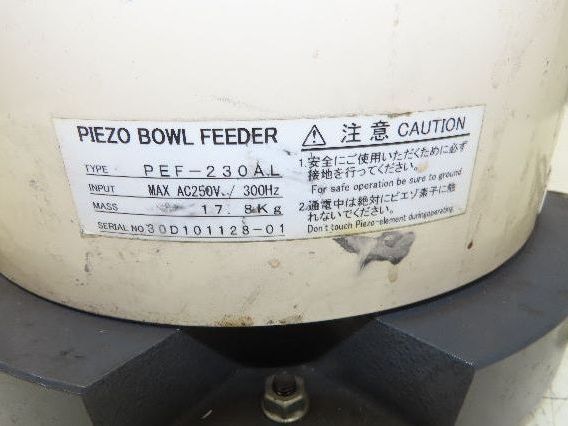 PIEZO BOWL FEEDER
TYPE PEF-230AL
INPUT MAX AC250V / 300Hz
MASS 17.8Kg
SERIAL NO 30D101128-01
⚠ 注意 CAUTION
1.安全にご使用いただくために必ず
接地を行ってください。
For safe operation be sure to ground
2.通電中は絶対にピエゾ素子に触
れないでください。
Don't touch Piezo-element duringoperating